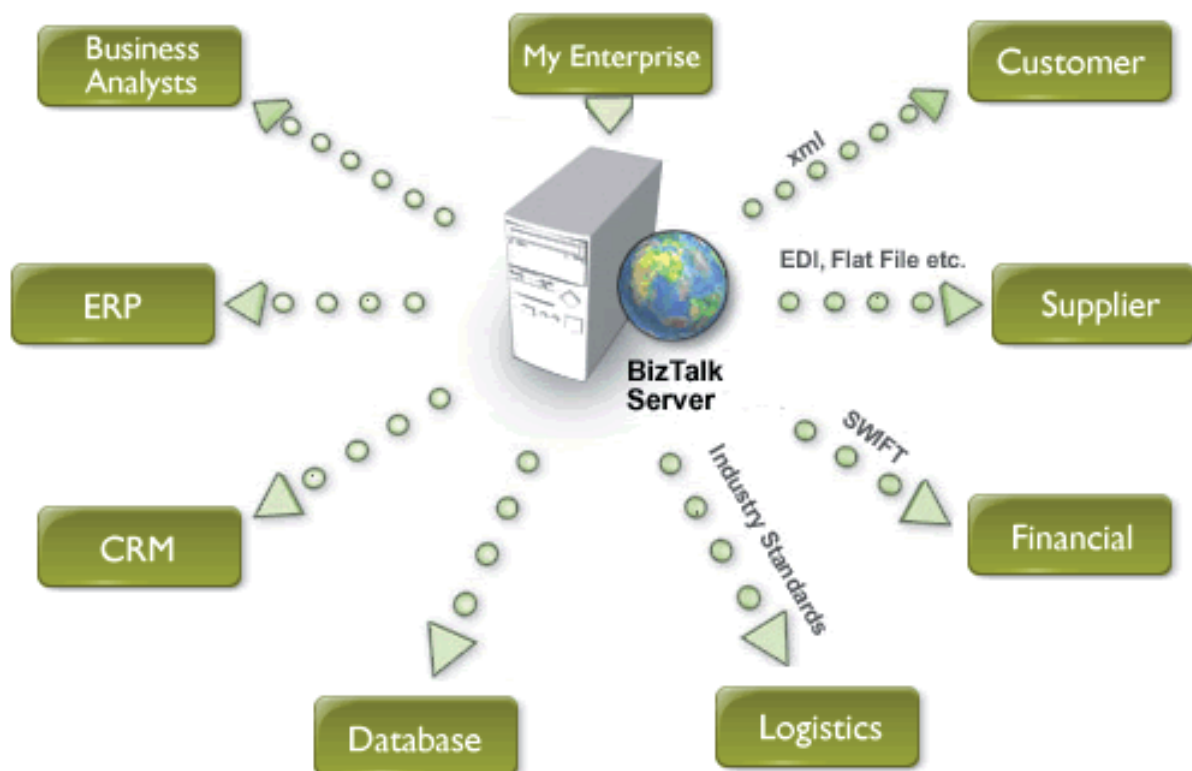 Business
Analysts
My Enterprise
Customer
xml
ERP
EDI, Flat File etc.
Supplier
BizTalk
Server
SWIFT
Industry Standards
CRM
Financial
Database
Logistics